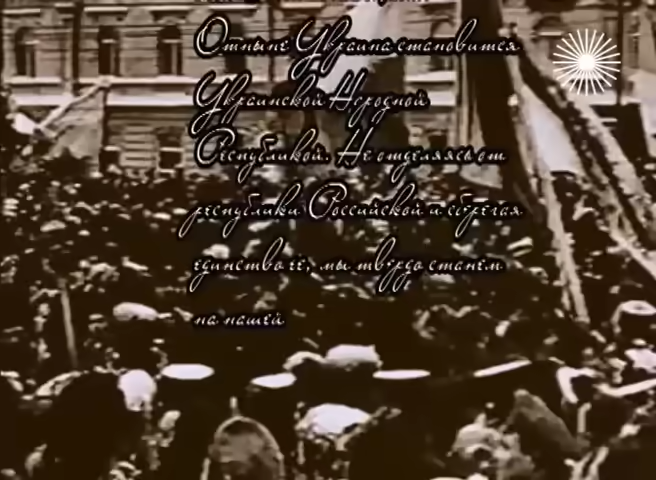 Отныне Украина становится
Украинской Народной
Республикой. Не отделяясь от
республики Российской и сберегая
единство её, мы твердо станем
на нашей